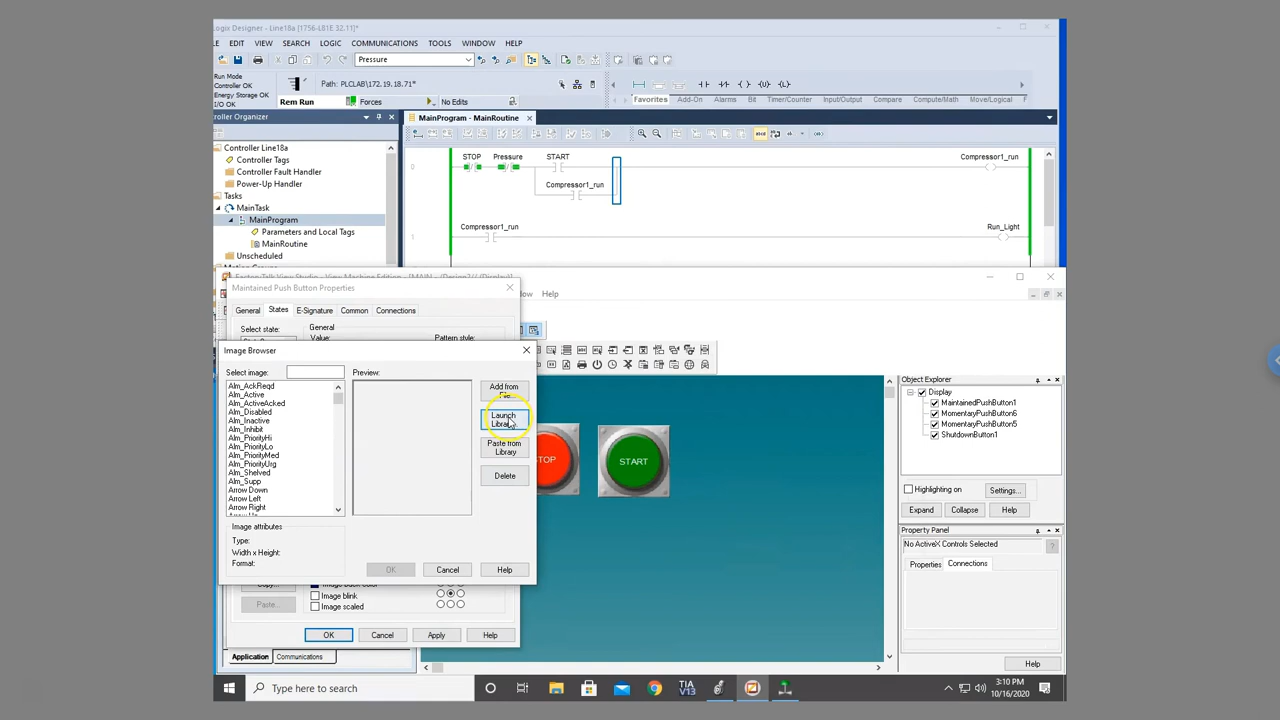 Logix Designer - Line18a [1756-L81E 32.11]*
EDIT VIEW SEARCH LOGIC COMMUNICATIONS TOOLS WINDOW HELP
Pressure
Run Mode
Controller OK
Energy Storage OK
I/O OK
Path: PLCLAB\172.19.18.71*
Rem Run
Forces
No Edits
Favorites Add-On Alarms Bit Timer/Counter Input/Output Compare Compute/Math Move/Logical
Controller Organizer
MainProgram - MainRoutine
Controller Line18a
Controller Tags
Controller Fault Handler
Power-Up Handler
Tasks
MainTask
MainProgram
Parameters and Local Tags
MainRoutine
Unscheduled
0
STOP Pressure START Compressor1_run
Compressor1_run
1
Compressor1_run Run_Light
Help
Maintained Push Button Properties
General States E-Signature Common Connections
Select state:
General
Value:
Pattern style:
Image Browser
Select image:
Preview:
Alm_AckReqd
Alm_Active
Alm_ActiveAcked
Alm_Disabled
Alm_Inactive
Alm_Inhibit
Alm_PriorityHi
Alm_PriorityLo
Alm_PriorityMed
Alm_PriorityUrg
Alm_Shelved
Alm_Supp
Arrow Down
Arrow Left
Arrow Right
Add from
File...
Launch
Library
Paste from
Library
Delete
Image attributes
Type:
Width x Height:
Format:
OK Cancel Help
Paste...
Image blink
Image scaled
OK Cancel Apply Help
Application Communications
STOP
START
Object Explorer
Display
MaintainedPushButton1
MomentaryPushButton6
MomentaryPushButton5
ShutdownButton1
Highlighting on Settings...
Expand Collapse Help
Property Panel
No ActiveX Controls Selected
?
Properties Connections
Help
Type here to search
TIA
V13
3:10 PM
10/16/2020